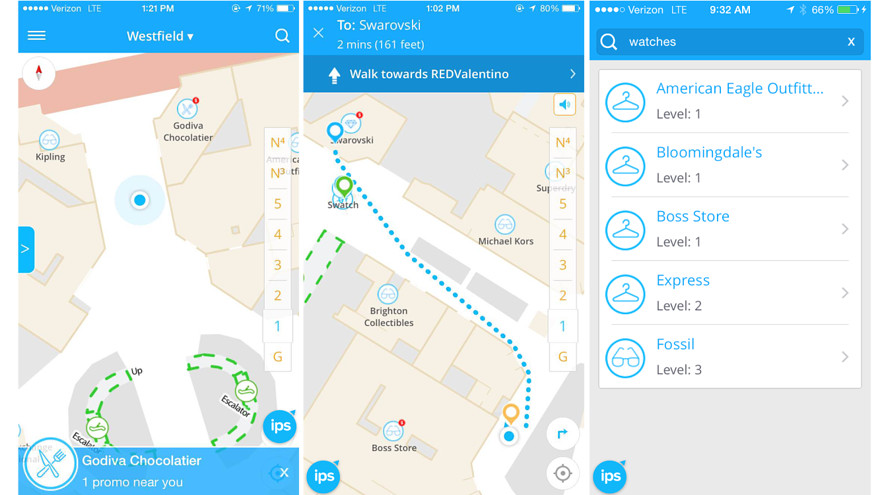 Verizon LTE 1:21 PM 71%
Westfield ▾
Godiva
Chocolatier
Kipling
N4
N3
5
4
3
2
1
G
>
Up
Escalator
Escalator
ips
Godiva Chocolatier
1 promo near you
X
Verizon LTE 1:02 PM 80%
To: Swarovski
2 mins (161 feet)
Walk towards REDValentino
Swarovski
Swatch
Michael Kors
Brighton
Collectibles
Boss Store
N4
N3
5
4
3
2
1
G
ips
Verizon LTE 9:32 AM 66%
watches x
American Eagle Outfitt...
Level: 1
Bloomingdale's
Level: 1
Boss Store
Level: 1
Express
Level: 2
Fossil
Level: 3
ips